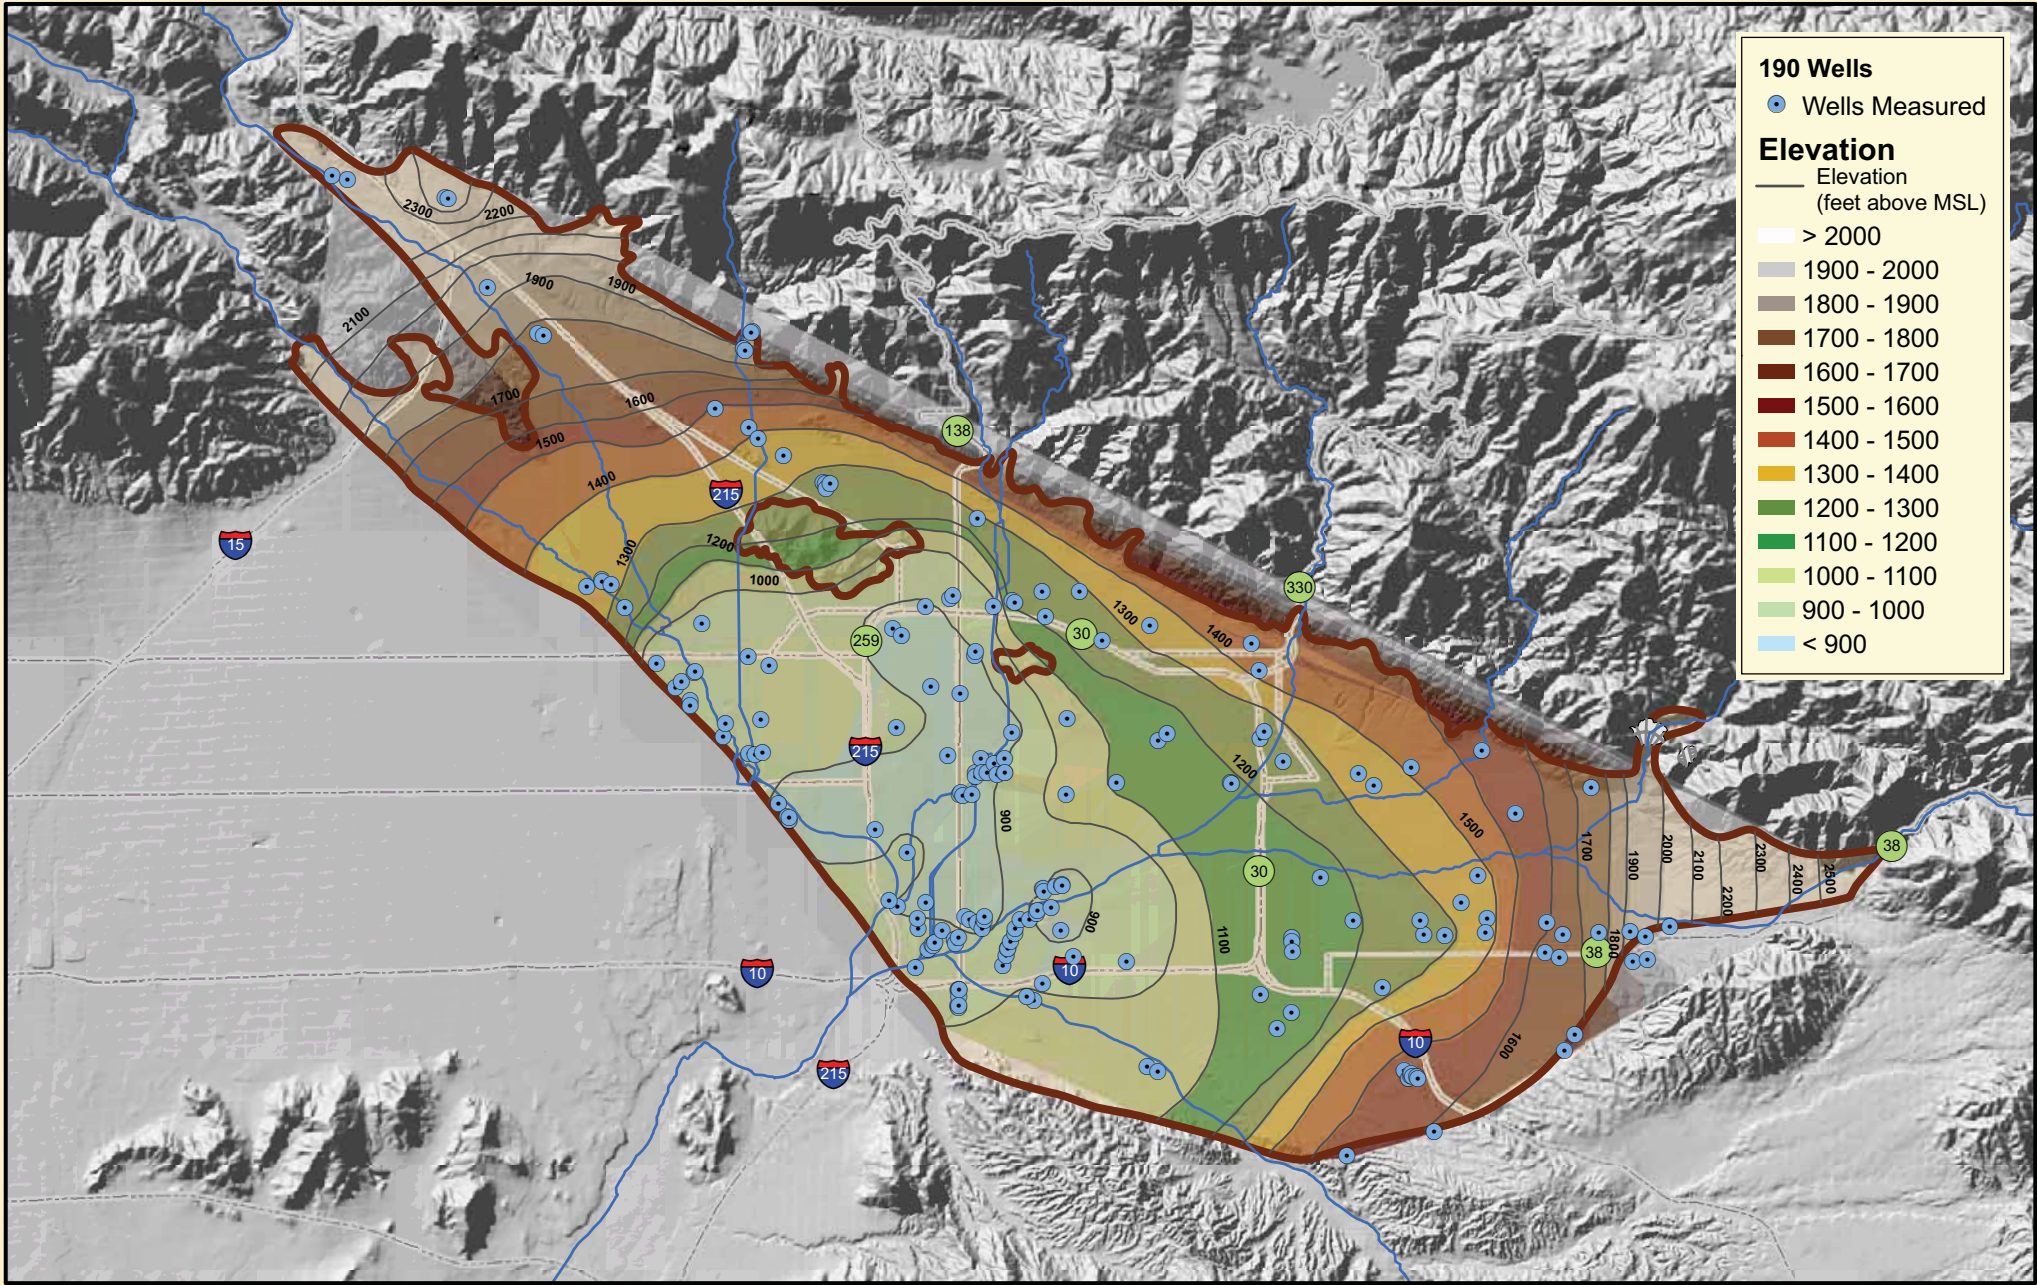 190 Wells
Wells Measured
Elevation
Elevation
(feet above MSL)
> 2000
1900 - 2000
1800 - 1900
1700 - 1800
1600 - 1700
1500 - 1600
1400 - 1500
1300 - 1400
1200 - 1300
1100 - 1200
1000 - 1100
900 - 1000
< 900
2300
2200
1900
1900
2100
1700
1600
1500
1400
138
215
15
1300
1200
1000
330
259
30
1300
1400
215
1200
900
1500
1700
1900
2000
2100
2200
2300
2400
2500
38
30
900
1100
1800
38
10
10
10
1600
215